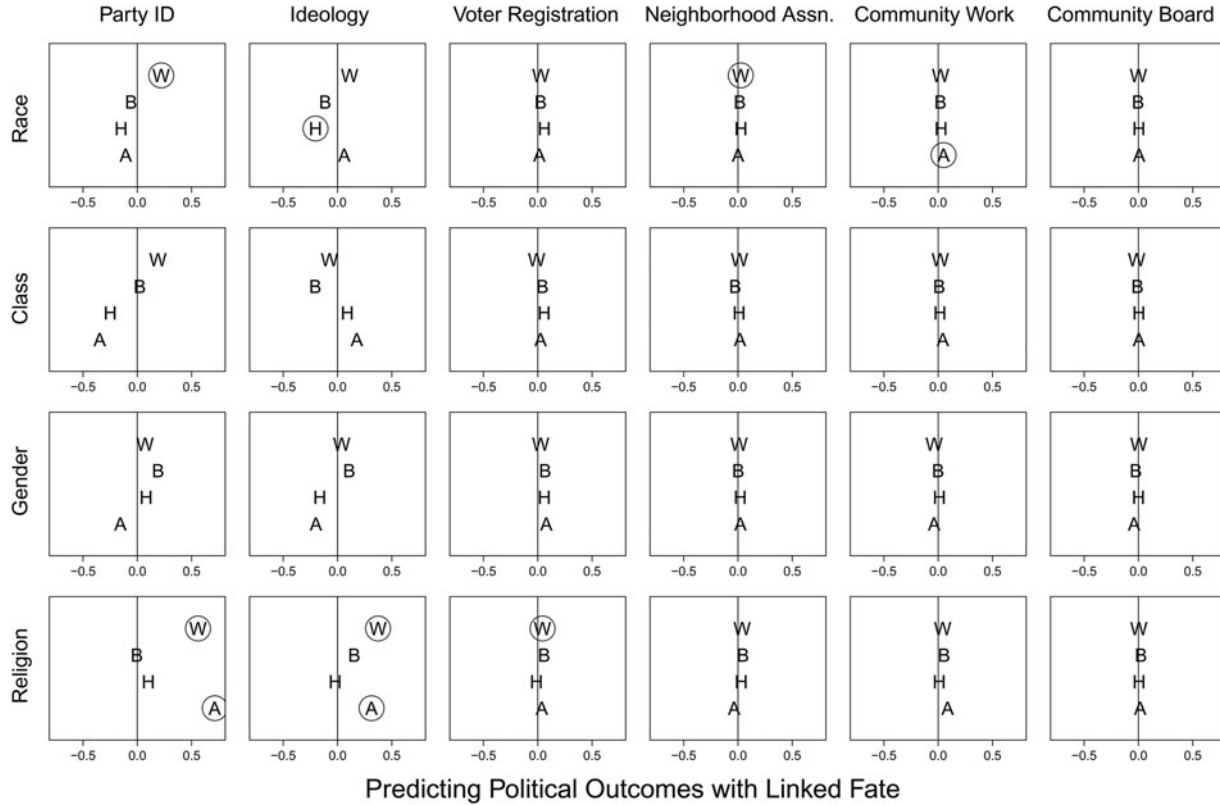 Party ID Ideology Voter Registration Neighborhood Assn. Community Work Community Board
Race
W W W W W W
B B B B B B
H H H H H H
A A A A A A
−0.5 0.0 0.5 −0.5 0.0 0.5 −0.5 0.0 0.5 −0.5 0.0 0.5 −0.5 0.0 0.5 −0.5 0.0 0.5
Class
W W W W W W
B B B B B B
H H H H H H
A A A A A A
−0.5 0.0 0.5 −0.5 0.0 0.5 −0.5 0.0 0.5 −0.5 0.0 0.5 −0.5 0.0 0.5 −0.5 0.0 0.5
Gender
W W W W W W
B B B B B B
H H H H H H
A A A A A A
−0.5 0.0 0.5 −0.5 0.0 0.5 −0.5 0.0 0.5 −0.5 0.0 0.5 −0.5 0.0 0.5 −0.5 0.0 0.5
Religion
W W W W W W
B B B B B B
H H H H H H
A A A A A A
−0.5 0.0 0.5 −0.5 0.0 0.5 −0.5 0.0 0.5 −0.5 0.0 0.5 −0.5 0.0 0.5 −0.5 0.0 0.5
Predicting Political Outcomes with Linked Fate